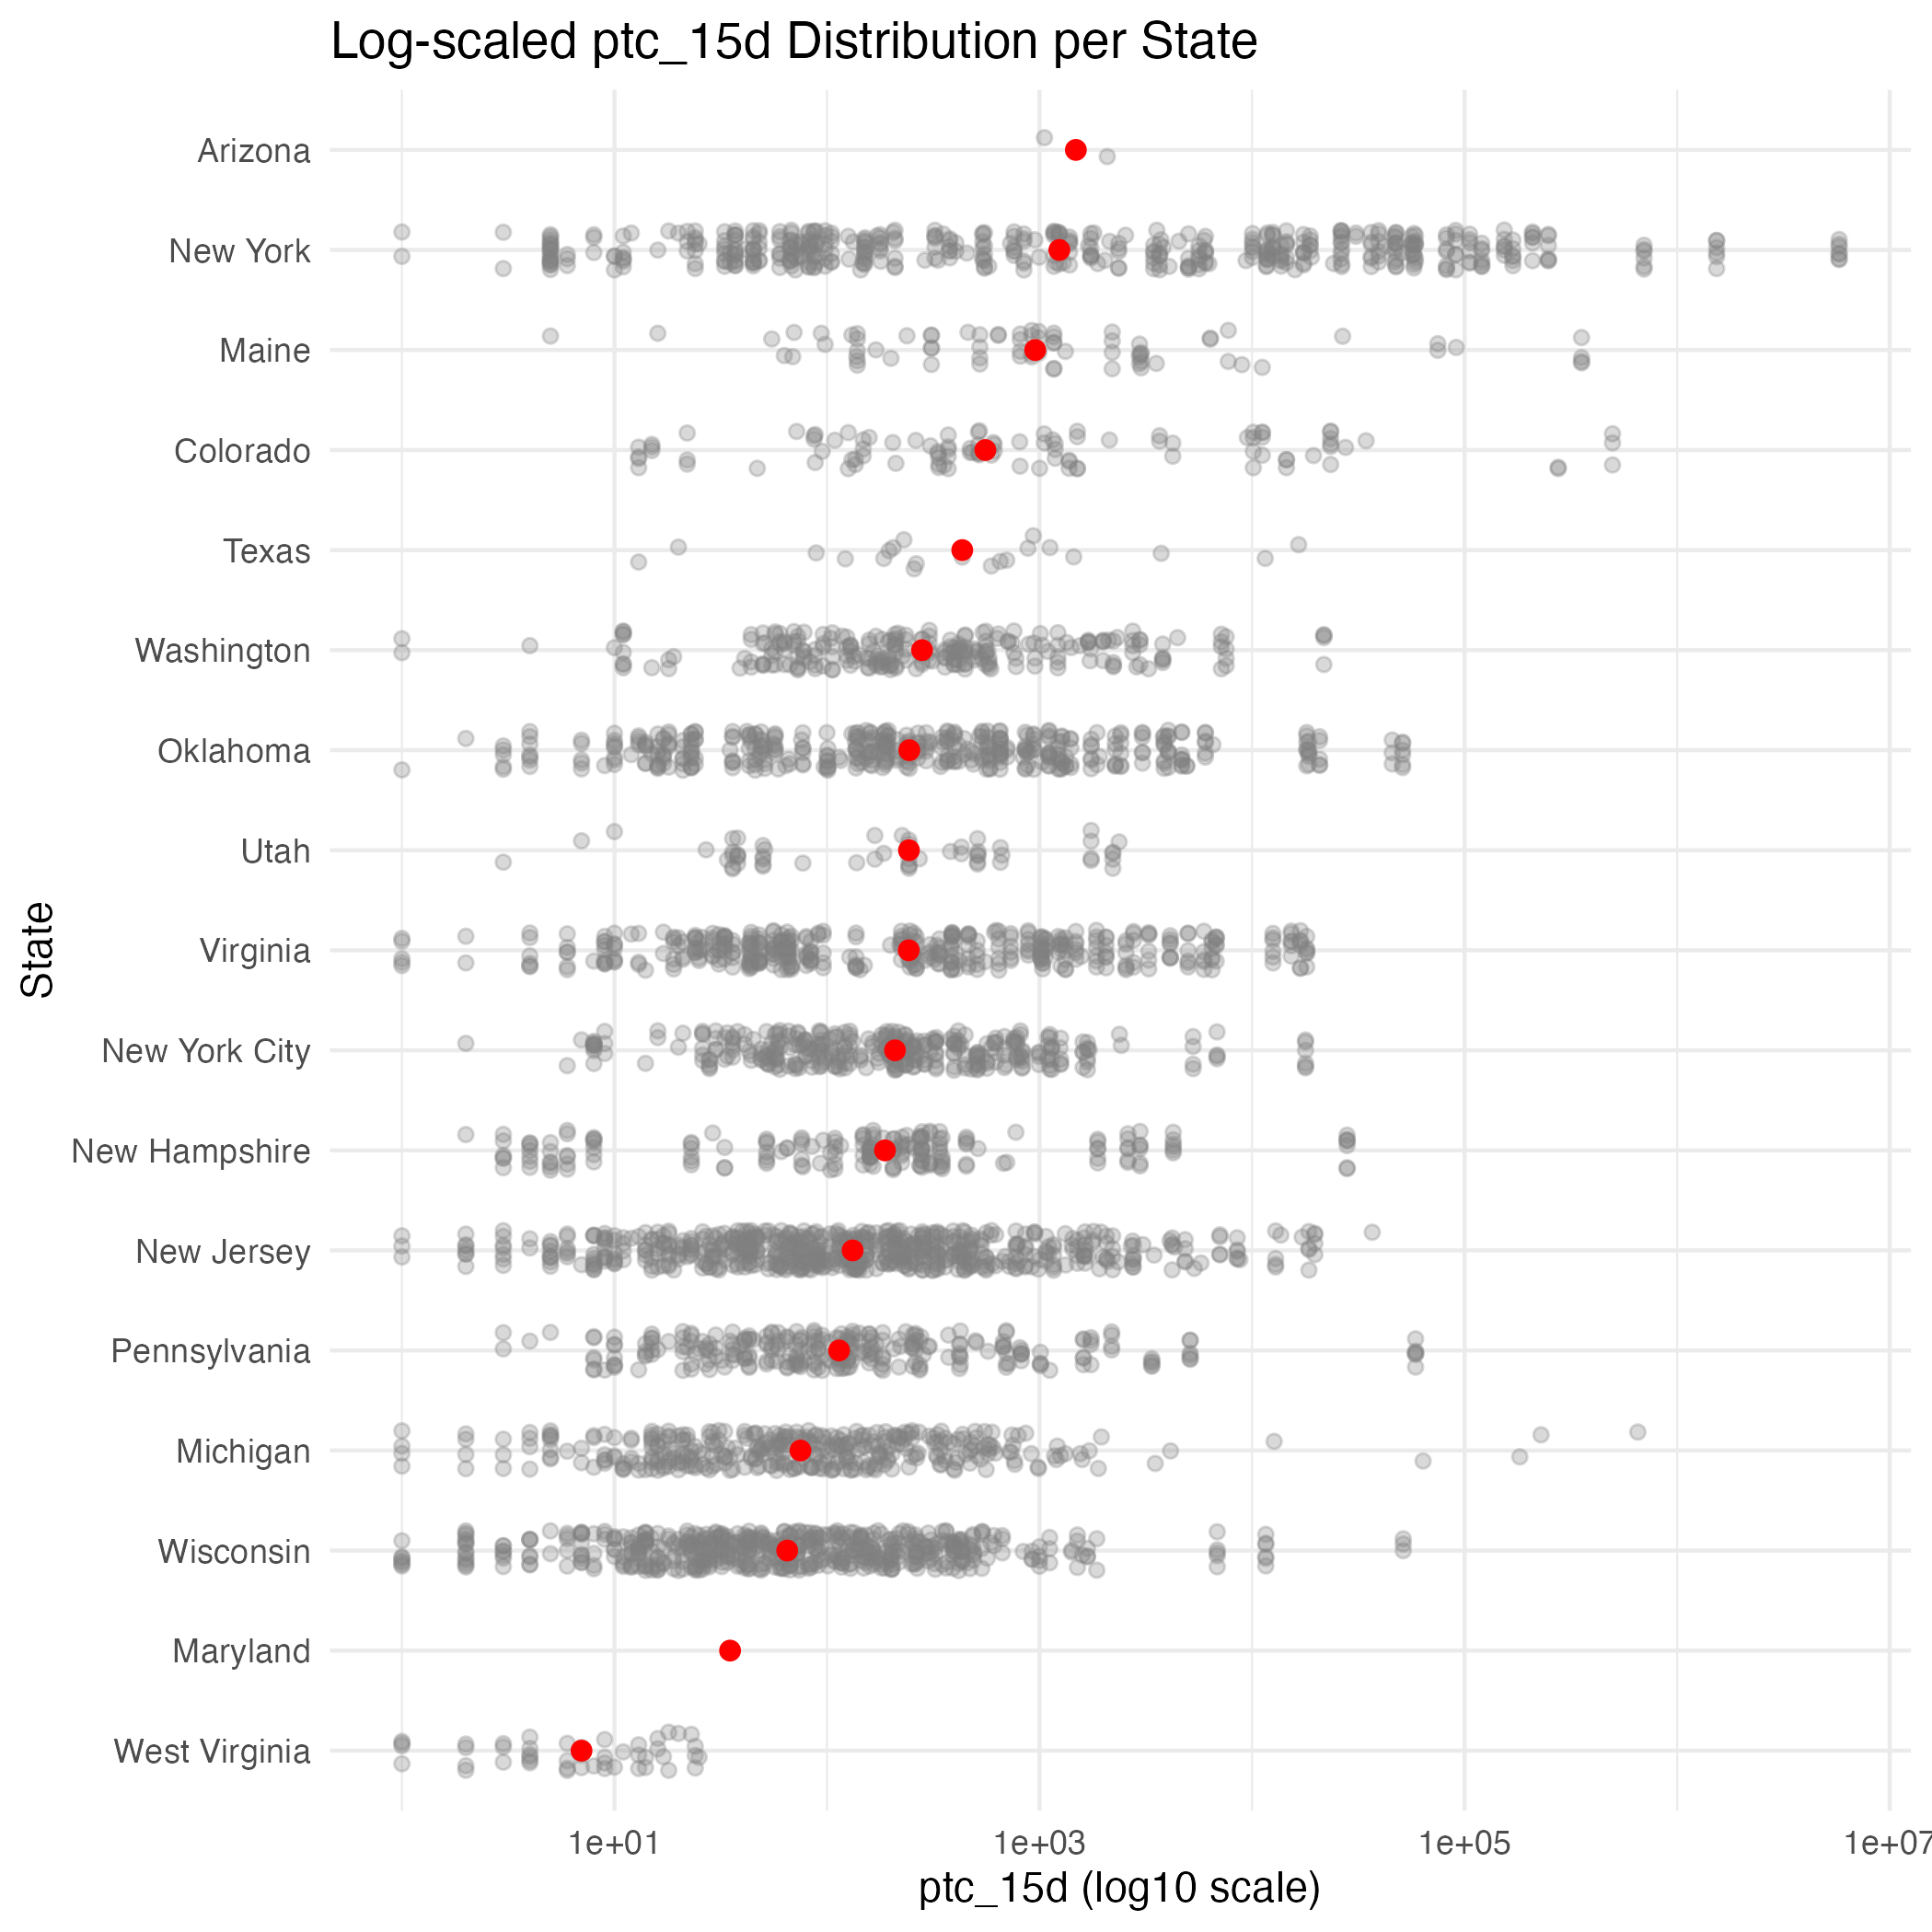 Log-scaled ptc_15d Distribution per State
Arizona
New York
Maine
Colorado
Texas
Washington
Oklahoma
Utah
Virginia
New York City
New Hampshire
New Jersey
Pennsylvania
Michigan
Wisconsin
Maryland
West Virginia
State
1e+01 1e+03 1e+05 1e+07
ptc_15d (log10 scale)